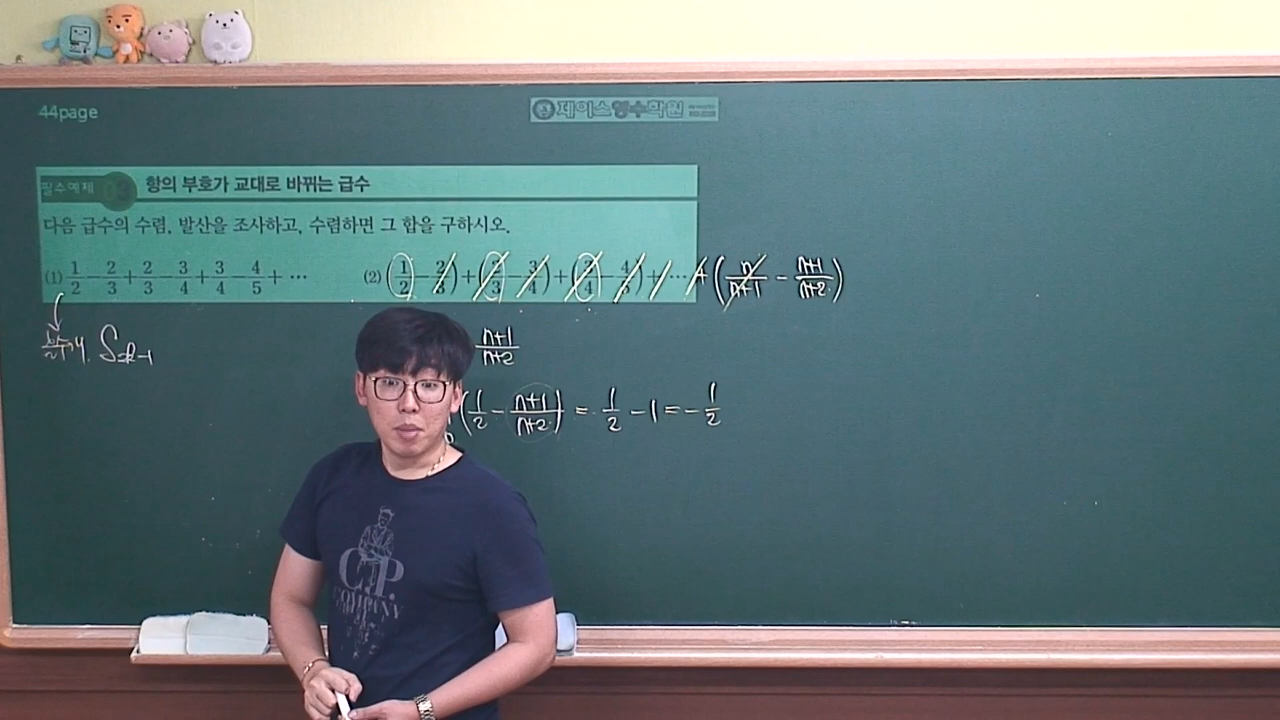 44page
제이스영수학원
필수예제 03 항의 부호가 교대로 바뀌는 급수
다음 급수의 수렴, 발산을 조사하고, 수렴하면 그 합을 구하시오.
(1) 1/2 - 2/3 + 2/3 - 3/4 + 3/4 - 4/5 + ⋯ (2) (1/2 - 2/3) + (2/3 - 3/4) + (3/4 - 4/5) + ⋯ + (n/n+1 - n+1/n+2)
n+1/n+2
(1/2 - n+1/n+2) = 1/2 - 1 = -1/2
C.P.
COMPANY